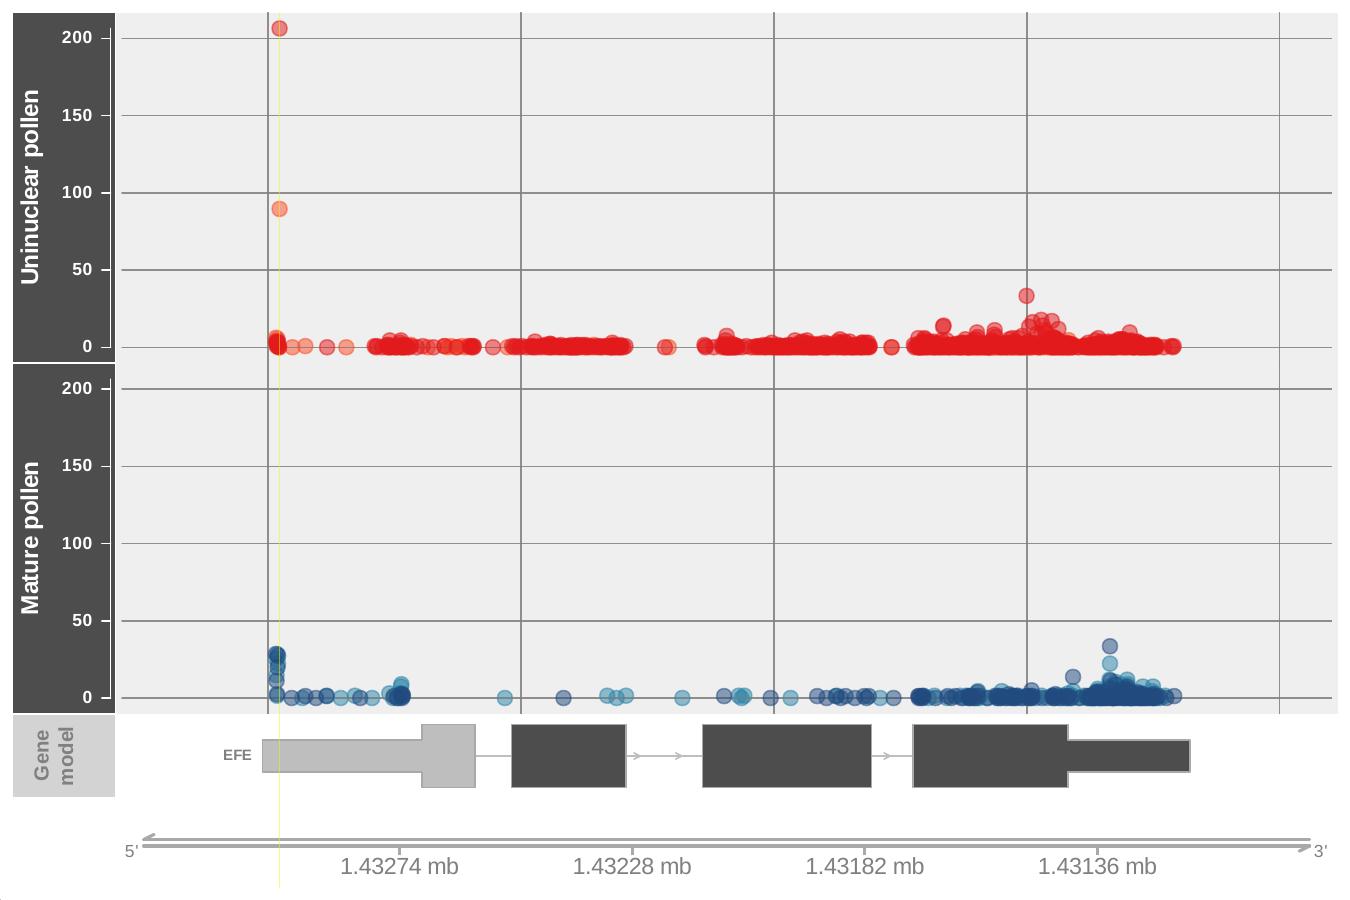 200
150
100
50
0
Uninuclear pollen
200
150
100
50
0
Mature pollen
Gene
model
EFE
5'
3'
1.43274 mb
1.43228 mb
1.43182 mb
1.43136 mb